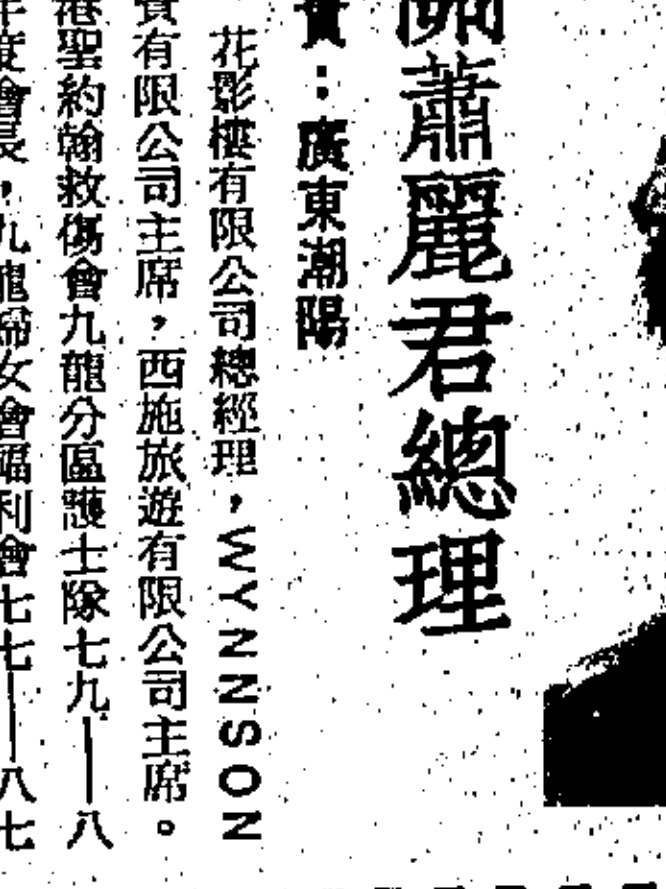 蕭麗君總理
：廣東潮陽
花影樓有限公司總經理，WYNNSON
有限公司主席，西施旅遊有限公司主席。
聖約翰救傷會九龍分區護士隊七九—八
年度會長，九龍婦女會福利會七七—八七